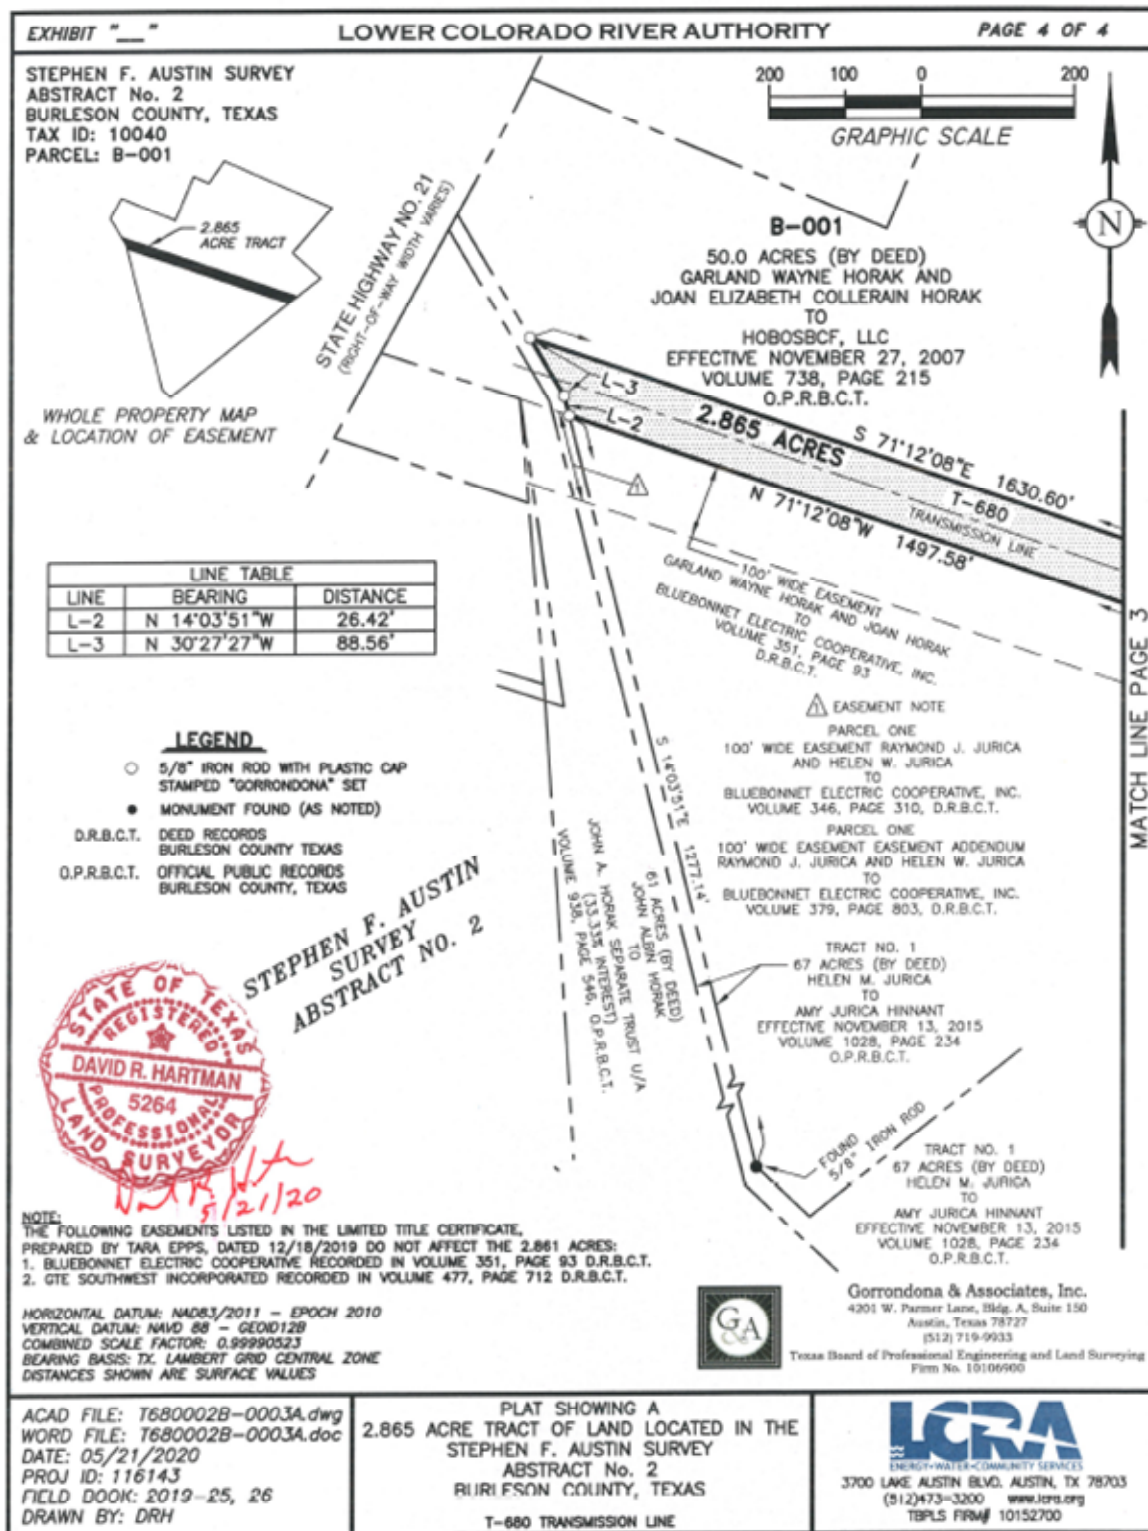 EXHIBIT "__"
LOWER COLORADO RIVER AUTHORITY
PAGE 4 OF 4
STEPHEN F. AUSTIN SURVEY
ABSTRACT No. 2
BURLESON COUNTY, TEXAS
TAX ID: 10040
PARCEL: B-001
200 100 0 200
GRAPHIC SCALE
N
2.865
ACRE TRACT
WHOLE PROPERTY MAP
& LOCATION OF EASEMENT
STATE HIGHWAY NO. 21
(RIGHT-OF-WAY WIDTH VARIES)
B-001
50.0 ACRES (BY DEED)
GARLAND WAYNE HORAK AND
JOAN ELIZABETH COLLERAIN HORAK
TO
HOBOSBCF, LLC
EFFECTIVE NOVEMBER 27, 2007
VOLUME 738, PAGE 215
O.P.R.B.C.T.
L-3
L-2
2.865 ACRES
S 71°12'08"E 1630.60'
T-680
TRANSMISSION LINE
N 71°12'08"W 1497.58'
1
100' WIDE EASEMENT
GARLAND WAYNE HORAK AND JOAN HORAK
TO
BLUEBONNET ELECTRIC COOPERATIVE, INC.
VOLUME 351, PAGE 93
D.R.B.C.T.
MATCH LINE PAGE 3
LINE TABLE
LINE BEARING DISTANCE
L-2 N 14°03'51"W 26.42'
L-3 N 30°27'27"W 88.56'
LEGEND
5/8" IRON ROD WITH PLASTIC CAP
STAMPED "GORRONDONA" SET
MONUMENT FOUND (AS NOTED)
D.R.B.C.T. DEED RECORDS
BURLESON COUNTY TEXAS
O.P.R.B.C.T. OFFICIAL PUBLIC RECORDS
BURLESON COUNTY, TEXAS
1 EASEMENT NOTE
PARCEL ONE
100' WIDE EASEMENT RAYMOND J. JURICA
AND HELEN W. JURICA
TO
BLUEBONNET ELECTRIC COOPERATIVE, INC.
VOLUME 346, PAGE 310, D.R.B.C.T.
PARCEL ONE
100' WIDE EASEMENT EASEMENT ADDENDUM
RAYMOND J. JURICA AND HELEN W. JURICA
TO
BLUEBONNET ELECTRIC COOPERATIVE, INC.
VOLUME 379, PAGE 803, D.R.B.C.T.
S 14°03'51"E 1277.14'
61 ACRES (BY DEED)
JOHN ALBIN HORAK
TO
JOHN A. HORAK SEPARATE TRUST U/A
(33.33% INTEREST)
VOLUME 938, PAGE 546, O.P.R.B.C.T.
STEPHEN F. AUSTIN
SURVEY
ABSTRACT NO. 2
TRACT NO. 1
67 ACRES (BY DEED)
HELEN M. JURICA
TO
AMY JURICA HINNANT
EFFECTIVE NOVEMBER 13, 2015
VOLUME 1028, PAGE 234
O.P.R.B.C.T.
FOUND
5/8" IRON ROD
TRACT NO. 1
67 ACRES (BY DEED)
HELEN M. JURICA
TO
AMY JURICA HINNANT
EFFECTIVE NOVEMBER 13, 2015
VOLUME 1028, PAGE 234
O.P.R.B.C.T.
STATE OF TEXAS
REGISTERED
DAVID R. HARTMAN
5264
PROFESSIONAL
LAND SURVEYOR
5/21/20
NOTE:
THE FOLLOWING EASEMENTS LISTED IN THE LIMITED TITLE CERTIFICATE,
PREPARED BY TARA EPPS, DATED 12/18/2019 DO NOT AFFECT THE 2.861 ACRES:
1. BLUEBONNET ELECTRIC COOPERATIVE RECORDED IN VOLUME 351, PAGE 93 D.R.B.C.T.
2. GTE SOUTHWEST INCORPORATED RECORDED IN VOLUME 477, PAGE 712 D.R.B.C.T.
HORIZONTAL DATUM: NAD83/2011 - EPOCH 2010
VERTICAL DATUM: NAVD 88 - GEOID12B
COMBINED SCALE FACTOR: 0.99990523
BEARING BASIS: TX. LAMBERT GRID CENTRAL ZONE
DISTANCES SHOWN ARE SURFACE VALUES
G&A
Gorrondona & Associates, Inc.
4201 W. Parmer Lane, Bldg. A, Suite 150
Austin, Texas 78727
(512) 719-9933
Texas Board of Professional Engineering and Land Surveying
Firm No. 10106900
ACAD FILE: T680002B-0003A.dwg
WORD FILE: T680002B-0003A.doc
DATE: 05/21/2020
PROJ ID: 116143
FIELD BOOK: 2019-25, 26
DRAWN BY: DRH
PLAT SHOWING A
2.865 ACRE TRACT OF LAND LOCATED IN THE
STEPHEN F. AUSTIN SURVEY
ABSTRACT No. 2
BURLESON COUNTY, TEXAS
T-680 TRANSMISSION LINE
LCRA
ENERGY•WATER•COMMUNITY SERVICES
3700 LAKE AUSTIN BLVD. AUSTIN, TX 78703
(512)473-3200 www.lcra.org
TBPLS FIRM# 10152700